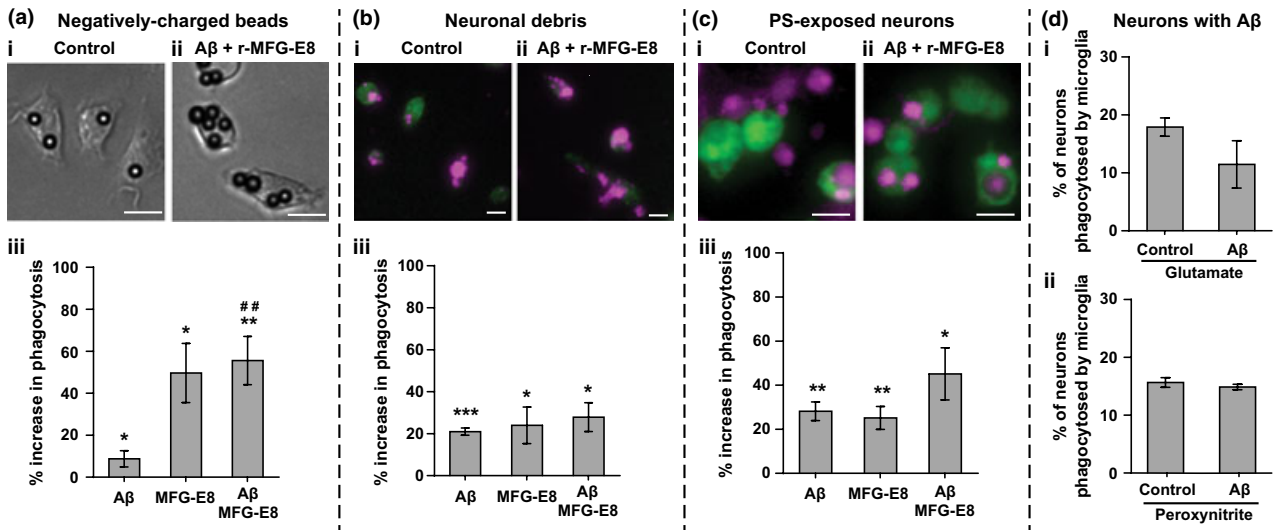 (a) Negatively-charged beads
i Control
ii Aβ + r-MFG-E8
iii
% increase in phagocytosis
100
80
60
40
20
0
*
*
##
**
Aβ
MFG-E8
Aβ
MFG-E8
(b) Neuronal debris
i Control
ii Aβ + r-MFG-E8
iii
% increase in phagocytosis
100
80
60
40
20
0
***
*
*
Aβ
MFG-E8
Aβ
MFG-E8
(c) PS-exposed neurons
i Control
ii Aβ + r-MFG-E8
iii
% increase in phagocytosis
100
80
60
40
20
0
**
**
*
Aβ
MFG-E8
Aβ
MFG-E8
(d) Neurons with Aβ
i
% of neurons
phagocytosed by microglia
30
20
10
0
Control
Aβ
Glutamate
ii
% of neurons
phagocytosed by microglia
30
20
10
0
Control
Aβ
Peroxynitrite